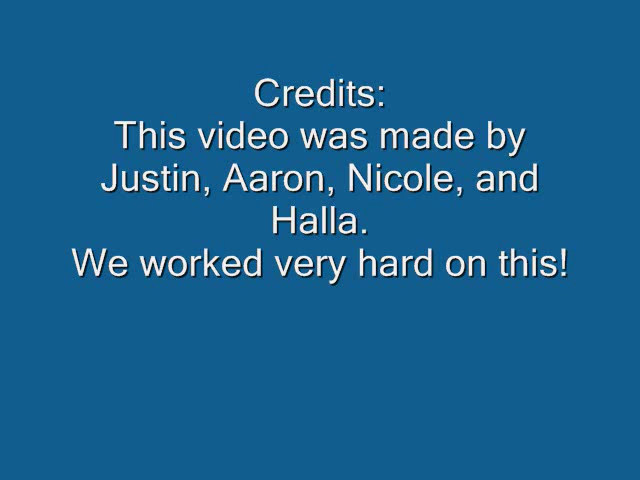 Credits:
This video was made by
Justin, Aaron, Nicole, and
Halla.
We worked very hard on this!